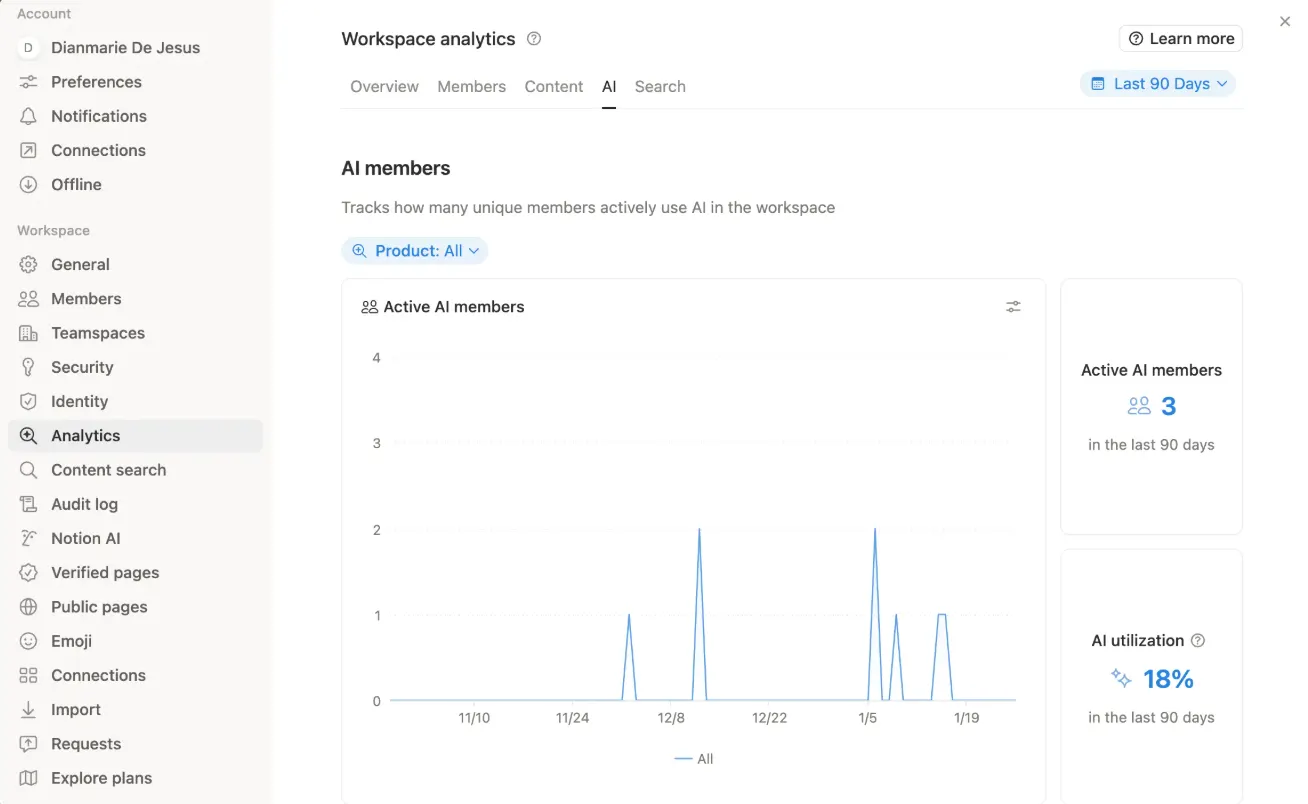 Account
D Dianmarie De Jesus
Preferences
Notifications
Connections
Offline
Workspace
General
Members
Teamspaces
Security
Identity
Analytics
Content search
Audit log
Notion AI
Verified pages
Public pages
Emoji
Connections
Import
Requests
Explore plans
Workspace analytics
Learn more
Overview Members Content AI Search
Last 90 Days
AI members
Tracks how many unique members actively use AI in the workspace
Product: All
Active AI members
4
3
2
1
0
11/10 11/24 12/8 12/22 1/5 1/19
All
Active AI members
3
in the last 90 days
AI utilization
18%
in the last 90 days